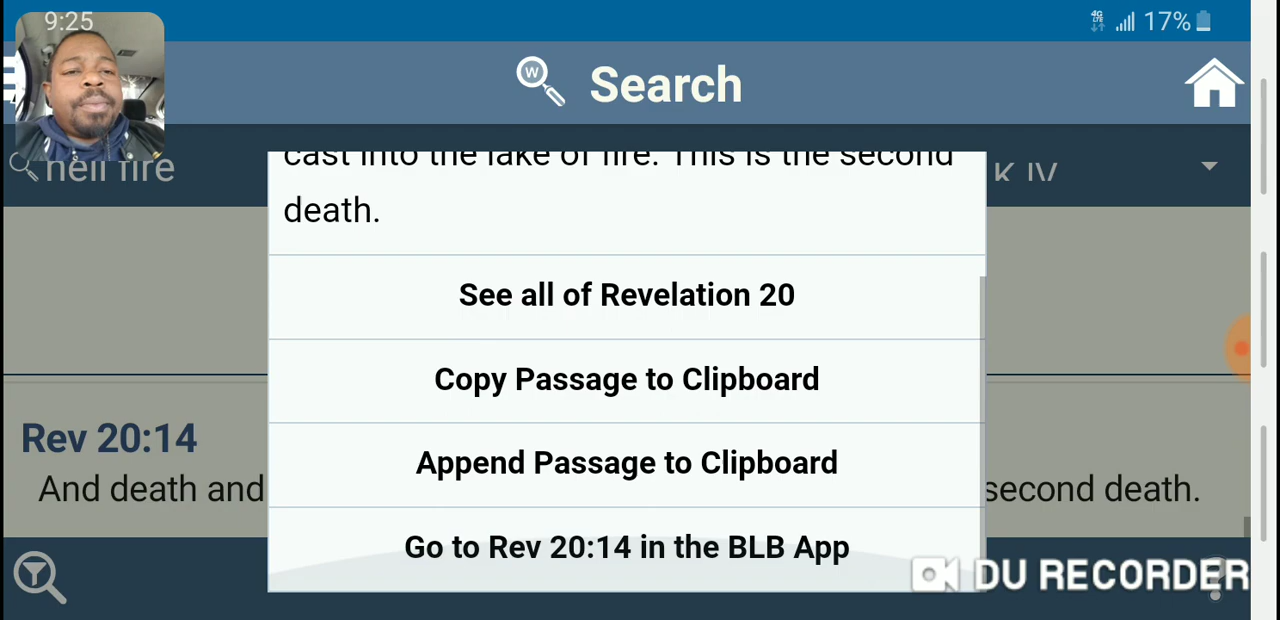 9:25
17%
Search
hell fire
KJV
cast into the lake of fire. This is the second
death.
See all of Revelation 20
Copy Passage to Clipboard
Append Passage to Clipboard
Go to Rev 20:14 in the BLB App
Rev 20:14
And death and
second death.
DU RECORDER